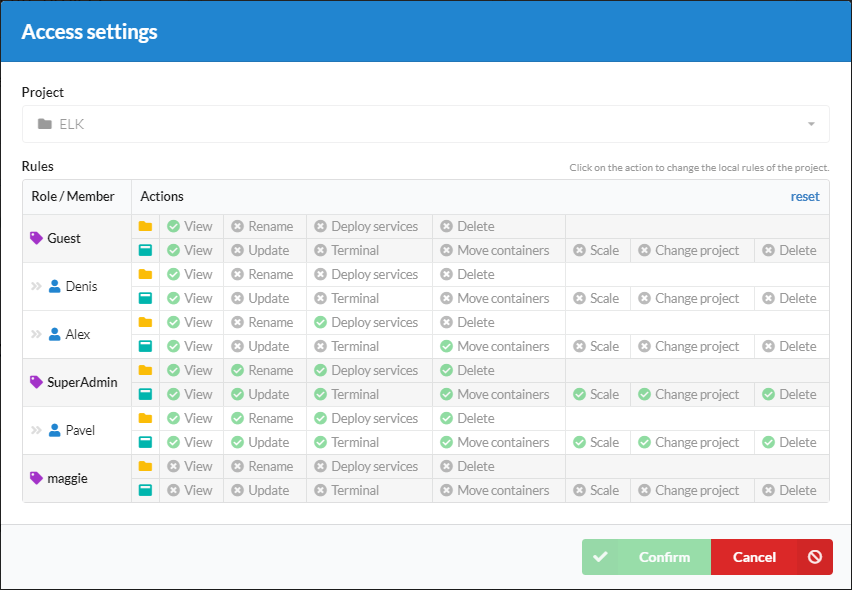 Access settings
Project
ELK
Rules Click on the action to change the local rules of the project.
Role / Member Actions reset
View Rename Deploy services Delete
Guest
View Update Terminal Move containers Scale Change project Delete
View Rename Deploy services Delete
Denis
View Update Terminal Move containers Scale Change project Delete
View Rename Deploy services Delete
Alex
View Update Terminal Move containers Scale Change project Delete
View Rename Deploy services Delete
SuperAdmin
View Update Terminal Move containers Scale Change project Delete
View Rename Deploy services Delete
Pavel
View Update Terminal Move containers Scale Change project Delete
View Rename Deploy services Delete
maggie
View Update Terminal Move containers Scale Change project Delete
Confirm Cancel